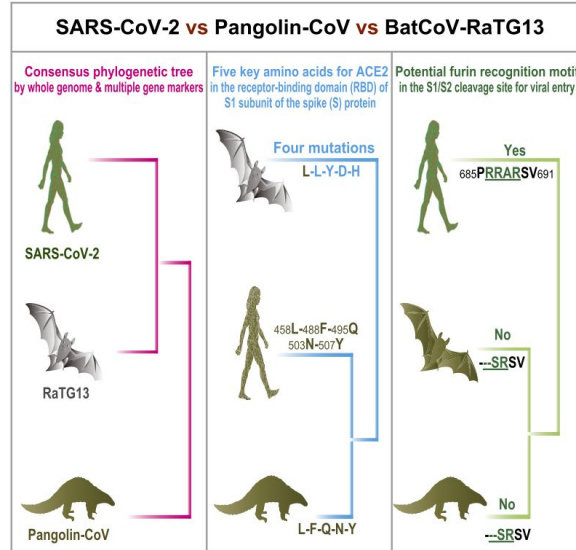 SARS-CoV-2 vs Pangolin-CoV vs BatCoV-RaTG13
Consensus phylogenetic tree
by whole genome & multiple gene markers
SARS-CoV-2
RaTG13
Pangolin-CoV
Five key amino acids for ACE2
in the receptor-binding domain (RBD) of
S1 subunit of the spike (S) protein
Four mutations
L-L-Y-D-H
458L-488F-495Q
503N-507Y
L-F-Q-N-Y
Potential furin recognition motif
in the S1/S2 cleavage site for viral entry
Yes
685PRRARSV691
No
---SRSV
No
---SRSV